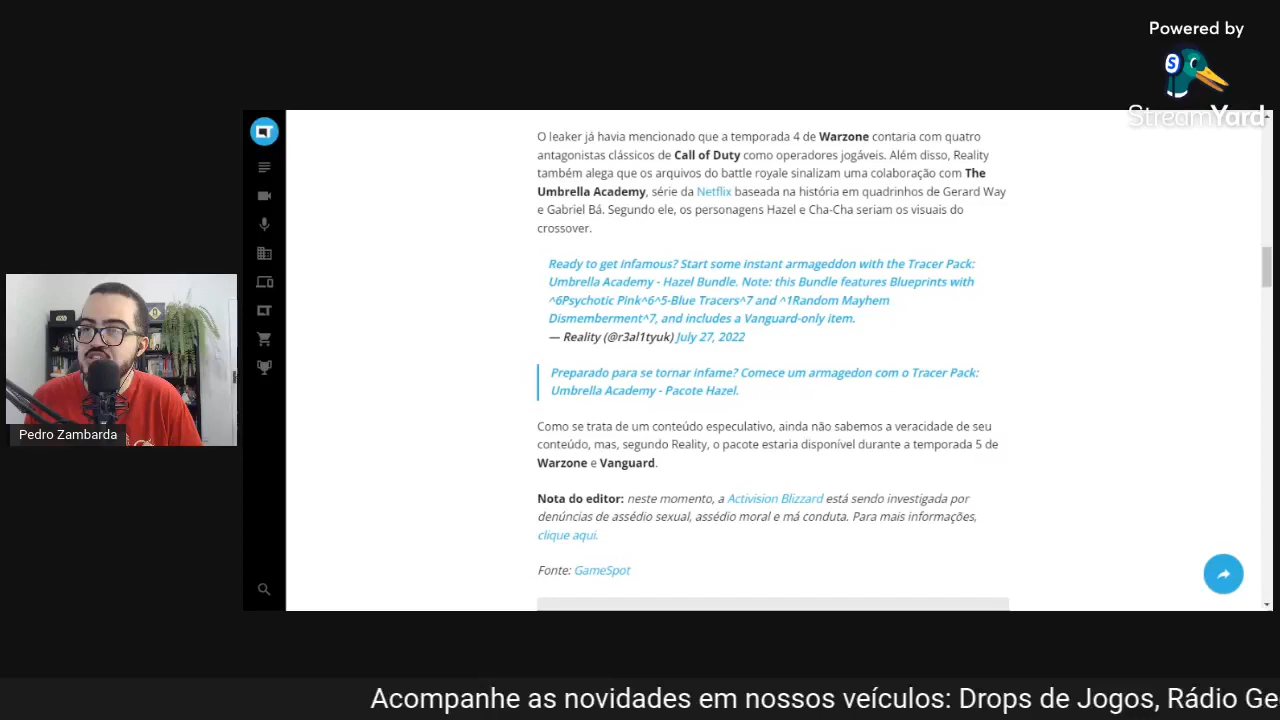 Powered by
S
StreamYard
O leaker já havia mencionado que a temporada 4 de Warzone contaria com quatro
antagonistas clássicos de Call of Duty como operadores jogáveis. Além disso, Reality
também alega que os arquivos do battle royale sinalizam uma colaboração com The
Umbrella Academy, série da Netflix baseada na história em quadrinhos de Gerard Way
e Gabriel Bá. Segundo ele, os personagens Hazel e Cha-Cha seriam os visuais do
crossover.
Ready to get infamous? Start some instant armageddon with the Tracer Pack:
Umbrella Academy - Hazel Bundle. Note: this Bundle features Blueprints with
^6Psychotic Pink^6^5-Blue Tracers^7 and ^1Random Mayhem
Dismemberment^7, and includes a Vanguard-only item.
— Reality (@r3al1tyuk) July 27, 2022
Preparado para se tornar infame? Comece um armagedon com o Tracer Pack:
Umbrella Academy - Pacote Hazel.
Como se trata de um conteúdo especulativo, ainda não sabemos a veracidade de seu
conteúdo, mas, segundo Reality, o pacote estaria disponível durante a temporada 5 de
Warzone e Vanguard.
Nota do editor: neste momento, a Activision Blizzard está sendo investigada por
denúncias de assédio sexual, assédio moral e má conduta. Para mais informações,
clique aqui.
Fonte: GameSpot
Pedro Zambarda
Acompanhe as novidades em nossos veículos: Drops de Jogos, Rádio Ge